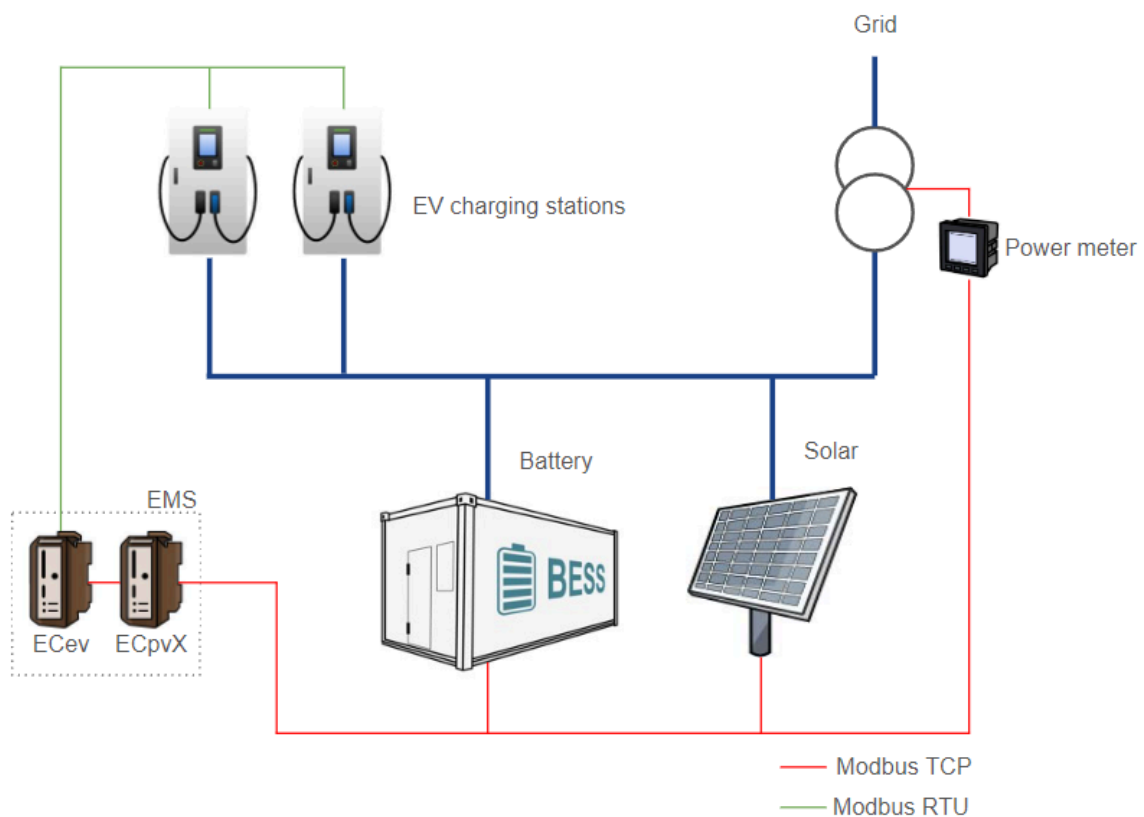 Grid
EV charging stations
Power meter
Battery
Solar
EMS
BESS
ECev
ECpvX
Modbus TCP
Modbus RTU